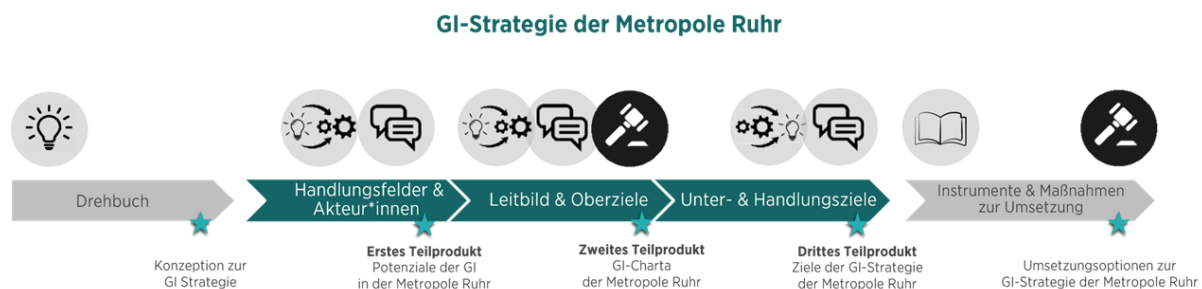 GI-Strategie der Metropole Ruhr
Drehbuch
Handlungsfelder &
Akteur*innen
Leitbild & Oberziele
Unter- & Handlungsziele
Instrumente & Maßnahmen
zur Umsetzung
Konzeption zur
GI Strategie
Erstes Teilprodukt
Potenziale der GI
in der Metropole Ruhr
Zweites Teilprodukt
GI-Charta
der Metropole Ruhr
Drittes Teilprodukt
Ziele der GI-Strategie
der Metropole Ruhr
Umsetzungsoptionen zur
GI-Strategie der Metropole Ruhr